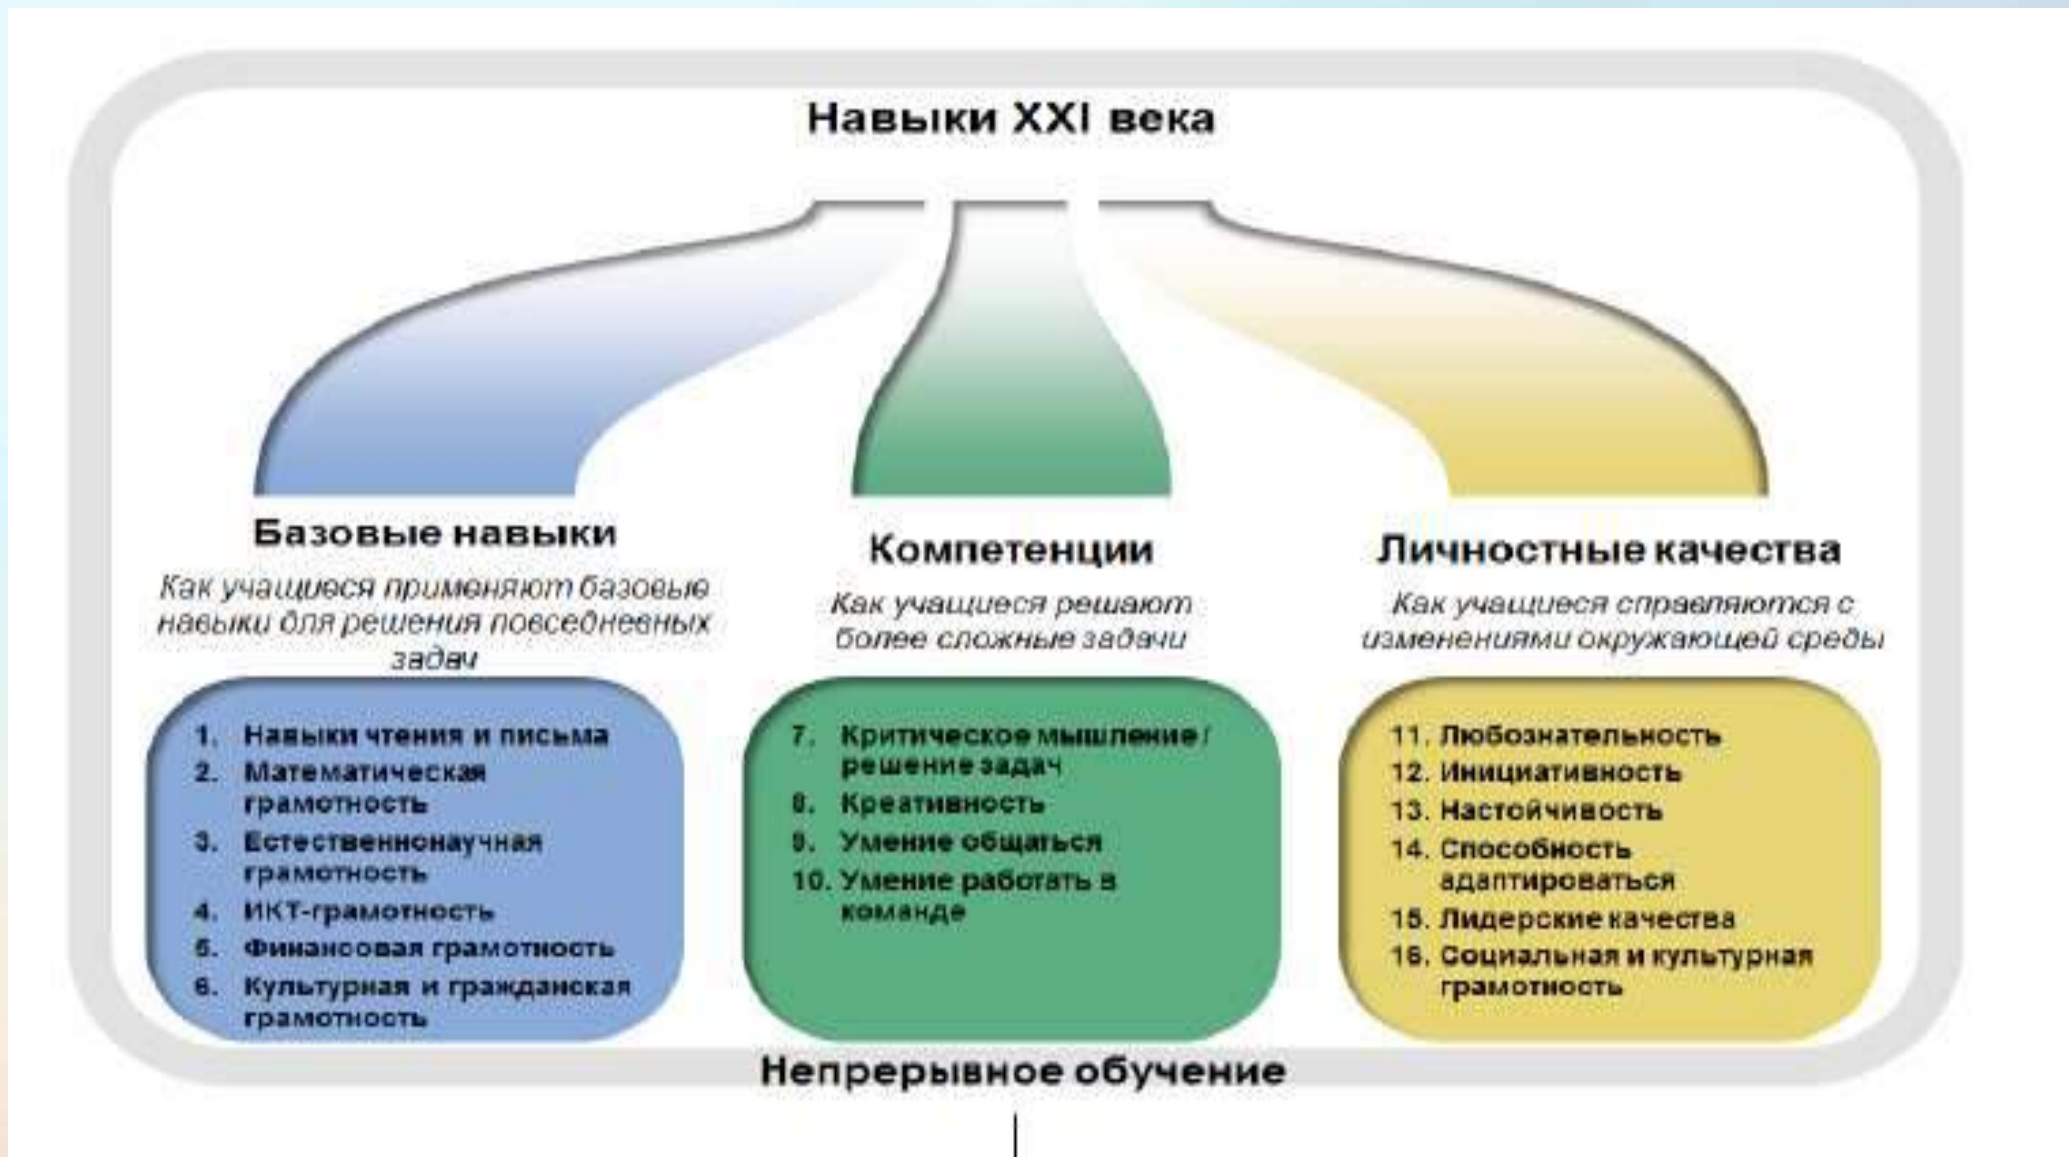 Навыки XXI века
Базовые навыки
Как учащиеся применяют базовые
навыки для решения повседневных
задач
1. Навыки чтения и письма
2. Математическая
грамотность
3. Естественнонаучная
грамотность
4. ИКТ-грамотность
5. Финансовая грамотность
6. Культурная и гражданская
грамотность
Компетенции
Как учащиеся решают
более сложные задачи
7. Критическое мышление /
решение задач
8. Креативность
9. Умение общаться
10. Умение работать в
команде
Личностные качества
Как учащиеся справляются с
изменениями окружающей среды
11. Любознательность
12. Инициативность
13. Настойчивость
14. Способность
адаптироваться
15. Лидерские качества
16. Социальная и культурная
грамотность
Непрерывное обучение